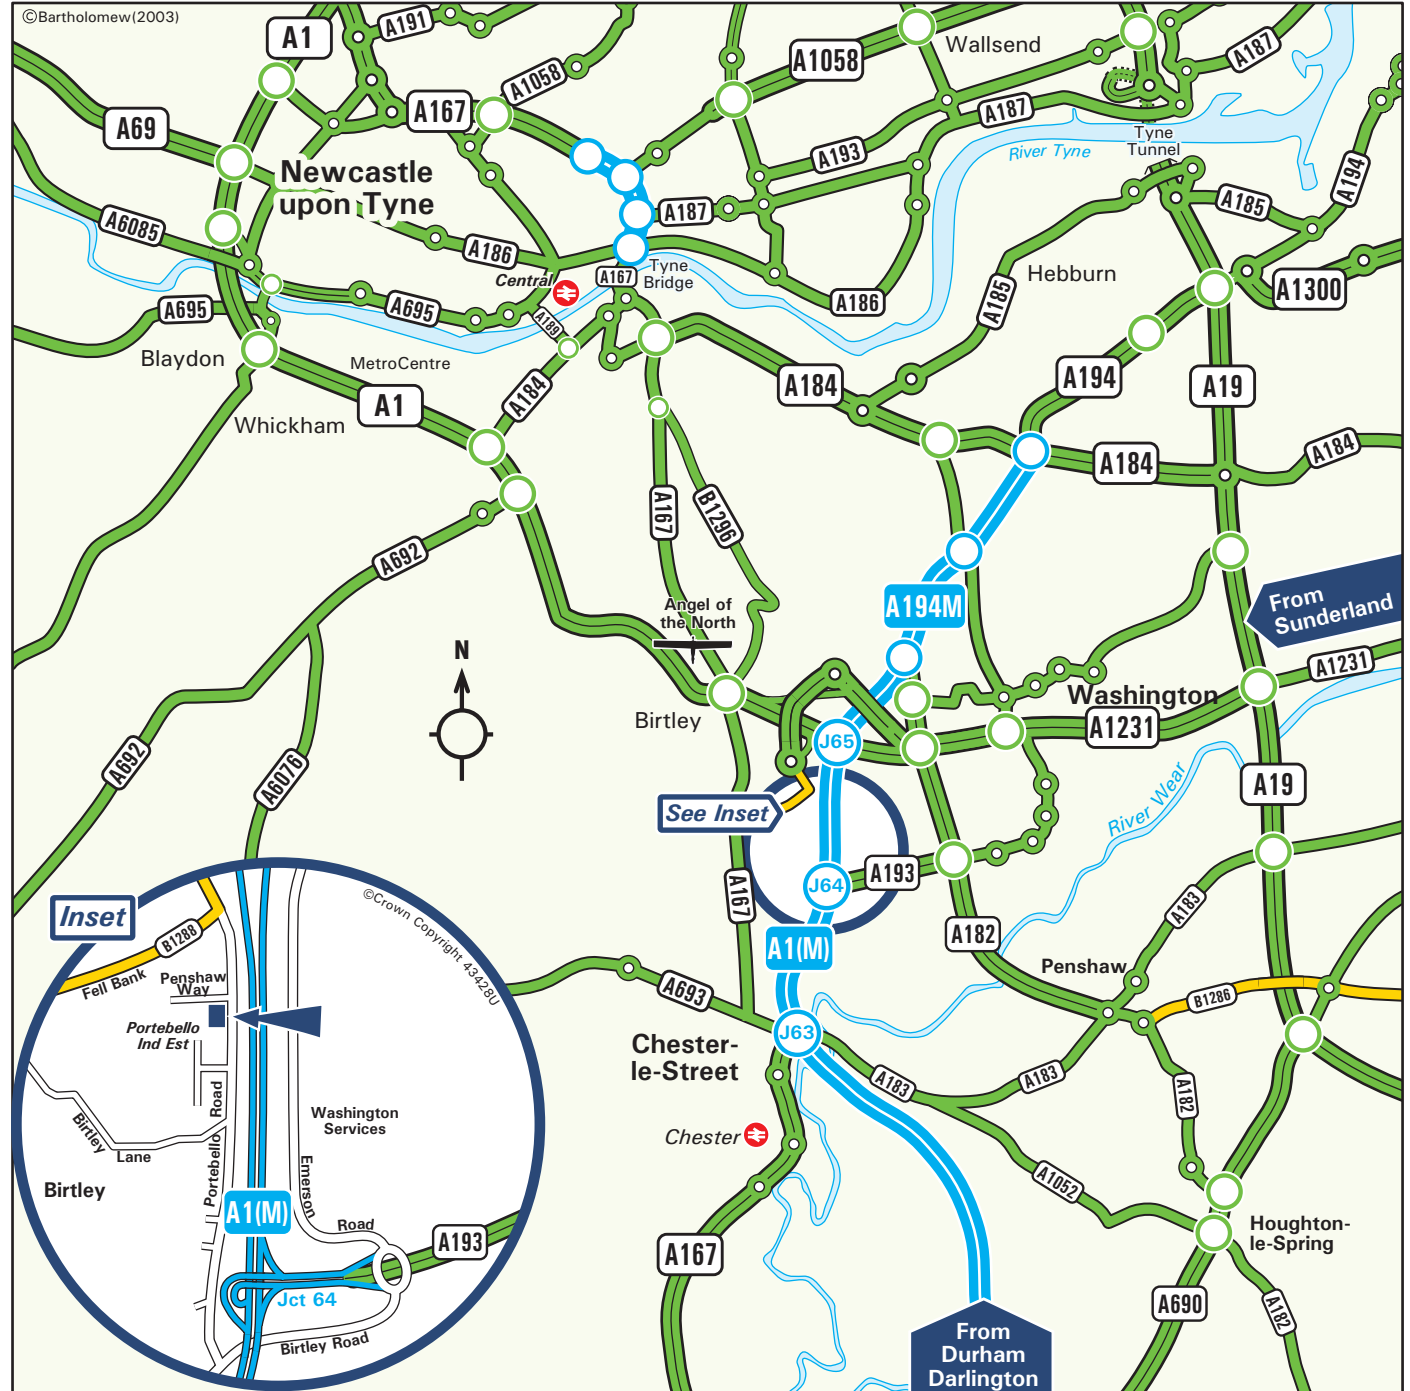 ©Bartholomew(2003)
A1
A191
A1058
A1058
Wallsend
A187
A69
A167
A187
Tyne
Tunnel
A193
River Tyne
A194
Newcastle
upon Tyne
A187
A185
A6085
A186
Central
A167
Tyne
Bridge
Hebburn
A186
A185
A1300
A695
A695
A189
Blaydon
MetroCentre
A1
A184
A184
A194
A19
Whickham
A184
A184
A167
B1296
A692
A194M
Angel of
the North
From
Sunderland
N
Birtley
Washington
A1231
A1231
J65
A692
A6076
See Inset
River Wear
A19
J64
A193
A167
A183
A1(M)
A182
Penshaw
A693
B1286
J63
Chester-
le-Street
A183
A183
A182
Chester
A1052
Houghton-
le-Spring
A167
A690
A182
From
Durham
Darlington
Inset
©Crown Copyright 43428U
B1288
Fell Bank
Penshaw
Way
Portebello
Ind Est
Portebello Road
Birtley
Lane
Washington
Services
Birtley
Emerson
Road
A1(M)
A193
Jct 64
Birtley Road